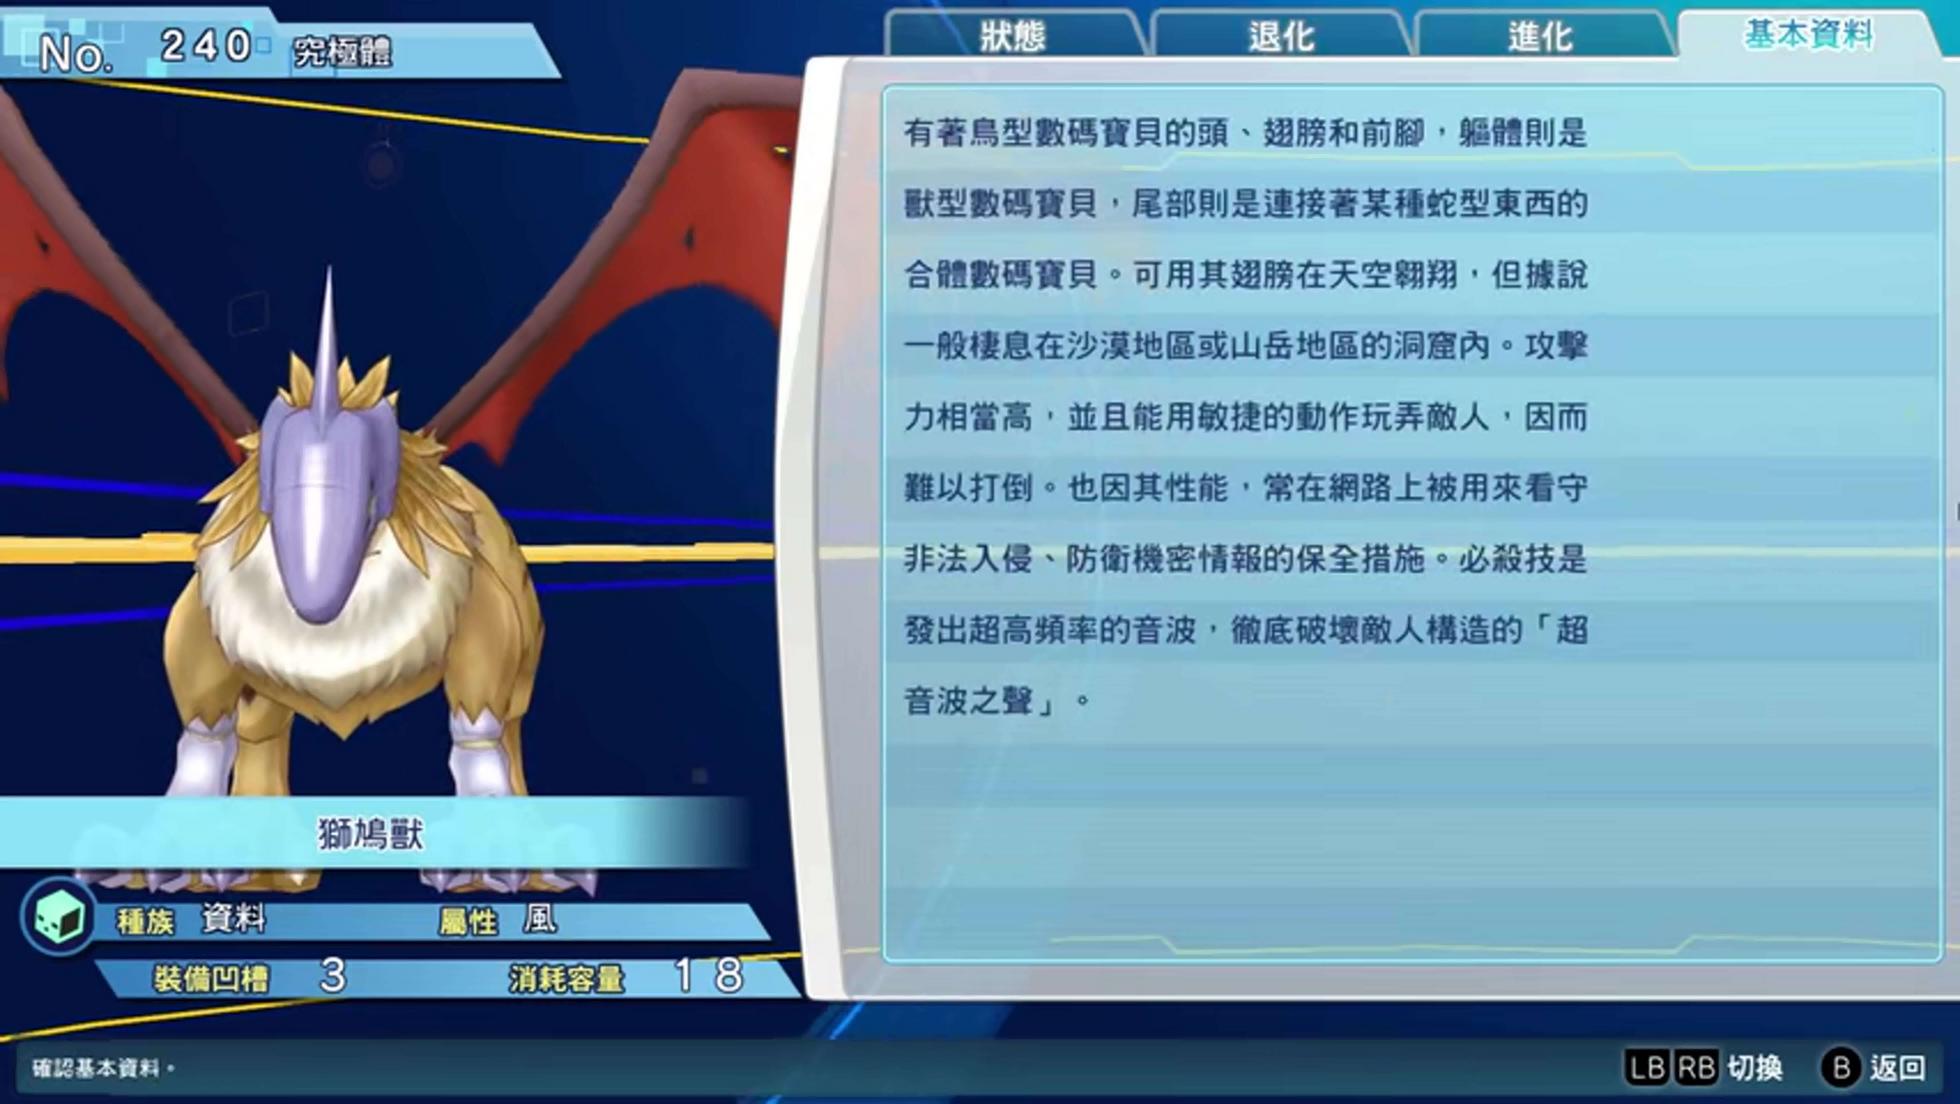 No. 240 究極體
狀態 退化 進化 基本資料
有著鳥型數碼寶貝的頭、翅膀和前腳，軀體則是
獸型數碼寶貝，尾部則是連接著某種蛇型東西的
合體數碼寶貝。可用其翅膀在天空翱翔，但據說
一般棲息在沙漠地區或山岳地區的洞窟內。攻擊
力相當高，並且能用敏捷的動作玩弄敵人，因而
難以打倒。也因其性能，常在網路上被用來看守
非法入侵、防衛機密情報的保全措施。必殺技是
發出超高頻率的音波，徹底破壞敵人構造的「超
音波之聲」。
獅鳩獸
種族 資料 屬性 風
裝備凹槽 3 消耗容量 18
確認基本資料。
LB RB 切換 B 返回